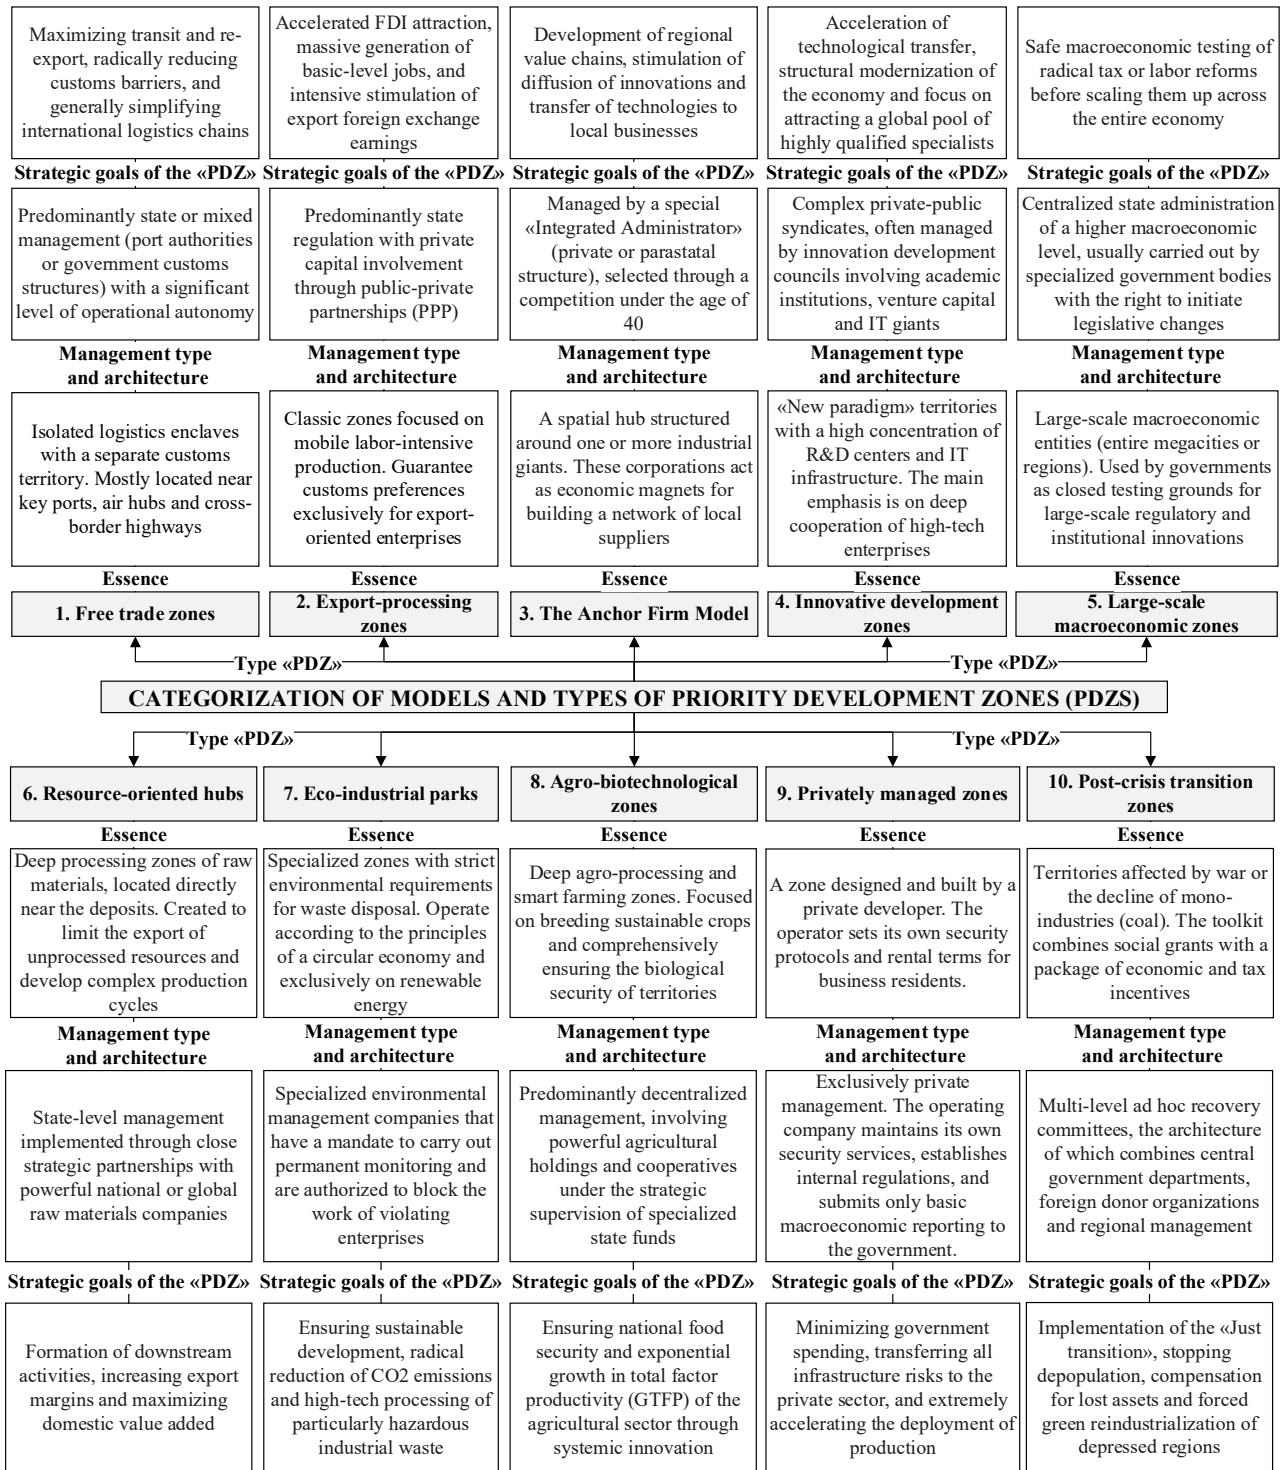 Maximizing transit and re-
export, radically reducing
customs barriers, and
generally simplifying
international logistics chains
Accelerated FDI attraction,
massive generation of
basic-level jobs, and
intensive stimulation of
export foreign exchange
earnings
Development of regional
value chains, stimulation of
diffusion of innovations and
transfer of technologies to
local businesses
Acceleration of
technological transfer,
structural modernization of
the economy and focus on
attracting a global pool of
highly qualified specialists
Safe macroeconomic testing of
radical tax or labor reforms
before scaling them up across
the entire economy
Strategic goals of the «PDZ»
Strategic goals of the «PDZ»
Strategic goals of the «PDZ»
Strategic goals of the «PDZ»
Strategic goals of the «PDZ»
Predominantly state or mixed
management (port authorities
or government customs
structures) with a significant
level of operational autonomy
Predominantly state
regulation with private
capital involvement
through public-private
partnerships (PPP)
Managed by a special
«Integrated Administrator»
(private or parastatal
structure), selected through a
competition under the age of
40
Complex private-public
syndicates, often managed
by innovation development
councils involving academic
institutions, venture capital
and IT giants
Centralized state administration
of a higher macroeconomic
level, usually carried out by
specialized government bodies
with the right to initiate
legislative changes
Management type
and architecture
Management type
and architecture
Management type
and architecture
Management type
and architecture
Management type
and architecture
Isolated logistics enclaves
with a separate customs
territory. Mostly located near
key ports, air hubs and cross-
border highways
Classic zones focused on
mobile labor-intensive
production. Guarantee
customs preferences
exclusively for export-
oriented enterprises
A spatial hub structured
around one or more industrial
giants. These corporations act
as economic magnets for
building a network of local
suppliers
«New paradigm» territories
with a high concentration of
R&D centers and IT
infrastructure. The main
emphasis is on deep
cooperation of high-tech
enterprises
Large-scale macroeconomic
entities (entire megacities or
regions). Used by governments
as closed testing grounds for
large-scale regulatory and
institutional innovations
Essence
Essence
Essence
Essence
Essence
1. Free trade zones
2. Export-processing
zones
3. The Anchor Firm Model
4. Innovative development
zones
5. Large-scale
macroeconomic zones
Type «PDZ»
Type «PDZ»
CATEGORIZATION OF MODELS AND TYPES OF PRIORITY DEVELOPMENT ZONES (PDZS)
Type «PDZ»
Type «PDZ»
6. Resource-oriented hubs
7. Eco-industrial parks
8. Agro-biotechnological
zones
9. Privately managed zones
10. Post-crisis transition
zones
Essence
Essence
Essence
Essence
Essence
Deep processing zones of raw
materials, located directly
near the deposits. Created to
limit the export of
unprocessed resources and
develop complex production
cycles
Specialized zones with strict
environmental requirements
for waste disposal. Operate
according to the principles
of a circular economy and
exclusively on renewable
energy
Deep agro-processing and
smart farming zones. Focused
on breeding sustainable crops
and comprehensively
ensuring the biological
security of territories
A zone designed and built by a
private developer. The
operator sets its own security
protocols and rental terms for
business residents.
Territories affected by war or
the decline of mono-
industries (coal). The toolkit
combines social grants with a
package of economic and tax
incentives
Management type
and architecture
Management type
and architecture
Management type
and architecture
Management type
and architecture
Management type
and architecture
State-level management
implemented through close
strategic partnerships with
powerful national or global
raw materials companies
Specialized environmental
management companies that
have a mandate to carry out
permanent monitoring and
are authorized to block the
work of violating
enterprises
Predominantly decentralized
management, involving
powerful agricultural
holdings and cooperatives
under the strategic
supervision of specialized
state funds
Exclusively private
management. The operating
company maintains its own
security services, establishes
internal regulations, and
submits only basic
macroeconomic reporting to
the government.
Multi-level ad hoc recovery
committees, the architecture
of which combines central
government departments,
foreign donor organizations
and regional management
Strategic goals of the «PDZ»
Strategic goals of the «PDZ»
Strategic goals of the «PDZ»
Strategic goals of the «PDZ»
Strategic goals of the «PDZ»
Formation of downstream
activities, increasing export
margins and maximizing
domestic value added
Ensuring sustainable
development, radical
reduction of CO2 emissions
and high-tech processing of
particularly hazardous
industrial waste
Ensuring national food
security and exponential
growth in total factor
productivity (GTFP) of the
agricultural sector through
systemic innovation
Minimizing government
spending, transferring all
infrastructure risks to the
private sector, and extremely
accelerating the deployment of
production
Implementation of the «Just
transition», stopping
depopulation, compensation
for lost assets and forced
green reindustrialization of
depressed regions